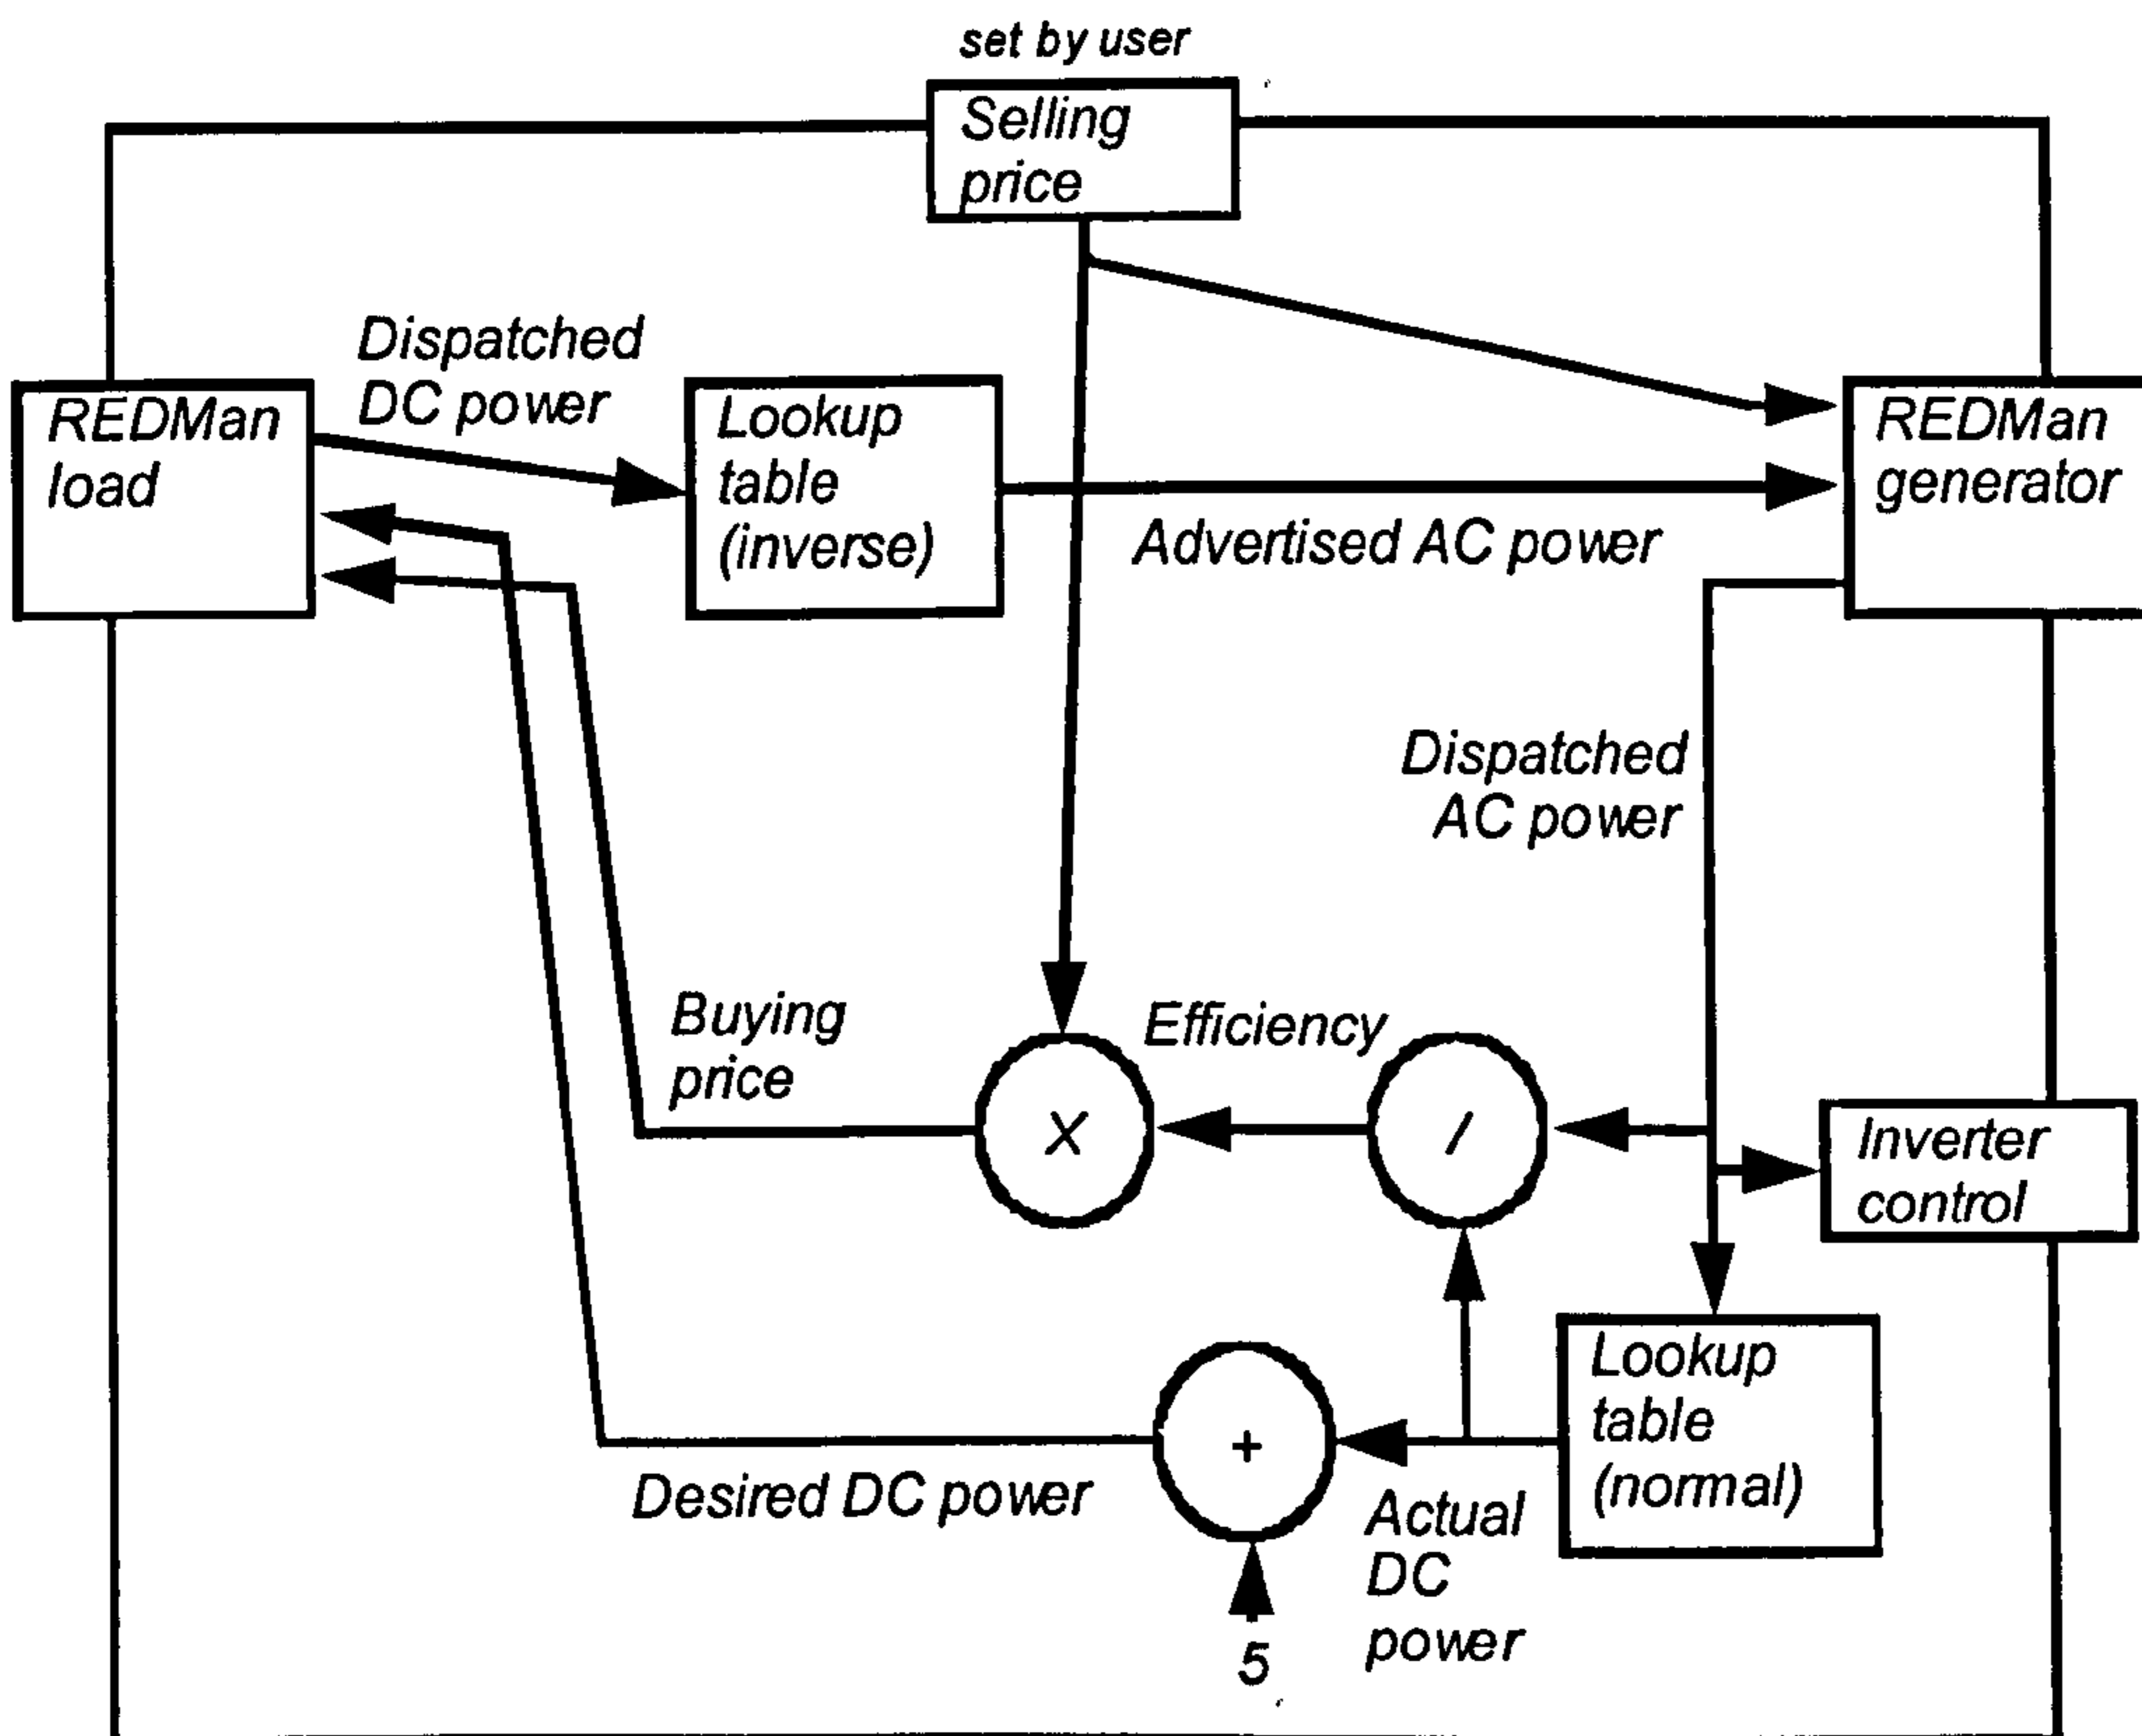 set by user
Selling
price
Dispatched
DC power
REDMan
load
Lookup
table
(inverse)
REDMan
generator
Advertised AC power
Dispatched
AC power
Buying
price
Efficiency
X
/
Inverter
control
Lookup
table
(normal)
+
Desired DC power
Actual
DC
power
5